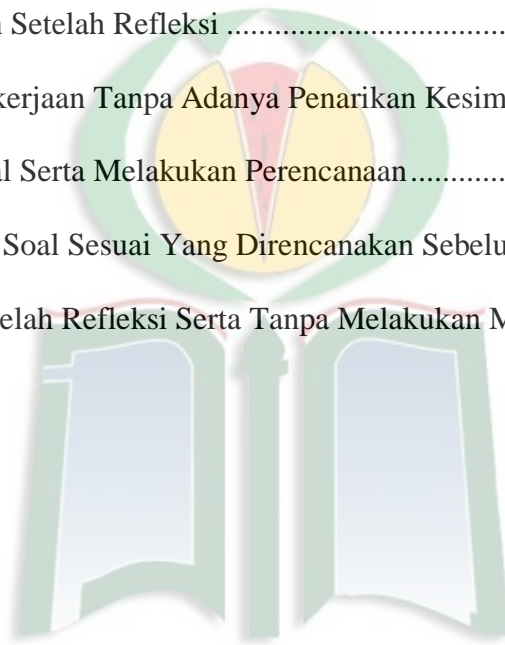 Setelah Refleksi ........................................
kerjaan Tanpa Adanya Penarikan Kesim
Serta Melakukan Perencanaan ..............
Soal Sesuai Yang Direncanakan Sebelu
elah Refleksi Serta Tanpa Melakukan M